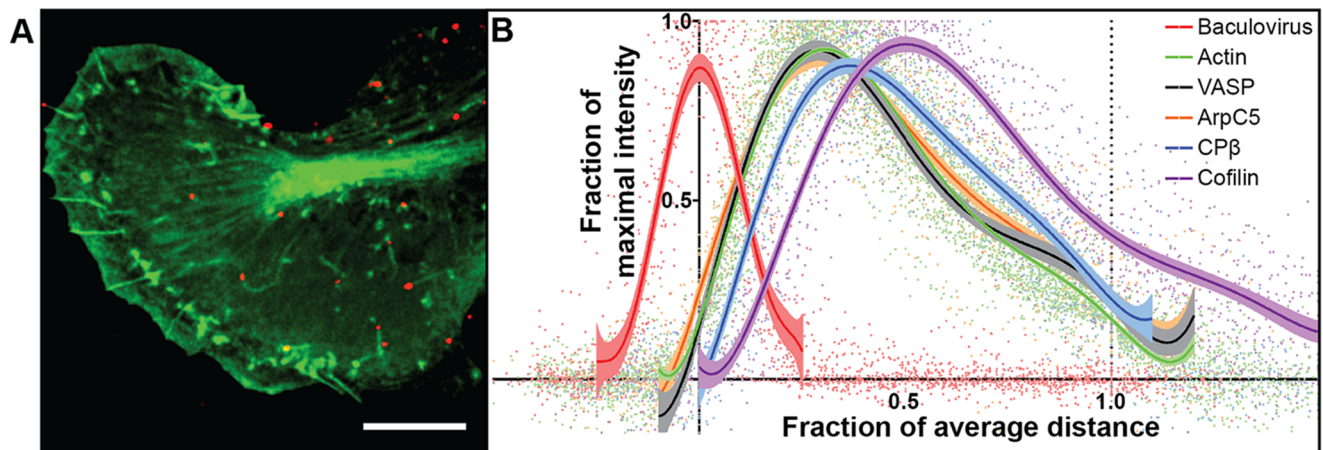 A
B
1.0
Fraction of
maximal intensity
0.5
Baculovirus
Actin
VASP
ArpC5
CPβ
Cofilin
0.5
1.0
Fraction of average distance